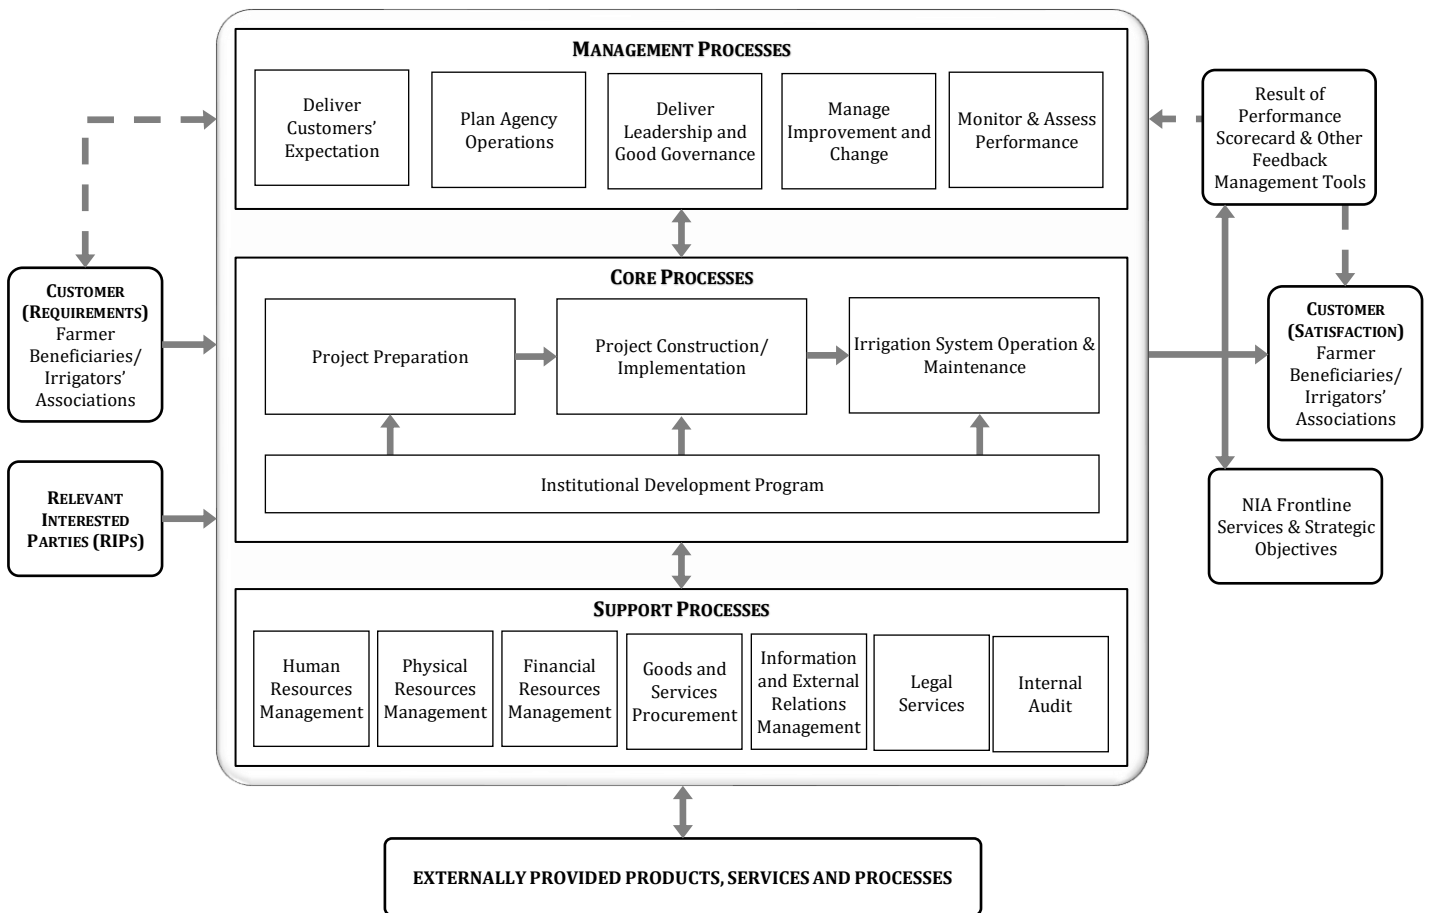 MANAGEMENT PROCESSES
Deliver
Customers’
Expectation
Plan Agency
Operations
Deliver
Leadership and
Good Governance
Manage
Improvement and
Change
Monitor & Assess
Performance
Result of
Performance
Scorecard & Other
Feedback
Management Tools
CUSTOMER
(REQUIREMENTS)
Farmer
Beneficiaries/
Irrigators’
Associations
CORE PROCESSES
Project Preparation
Project Construction/
Implementation
Irrigation System Operation &
Maintenance
Institutional Development Program
CUSTOMER
(SATISFACTION)
Farmer
Beneficiaries/
Irrigators’
Associations
RELEVANT
INTERESTED
PARTIES (RIPS)
NIA Frontline
Services & Strategic
Objectives
SUPPORT PROCESSES
Human
Resources
Management
Physical
Resources
Management
Financial
Resources
Management
Goods and
Services
Procurement
Information
and External
Relations
Management
Legal
Services
Internal
Audit
EXTERNALLY PROVIDED PRODUCTS, SERVICES AND PROCESSES